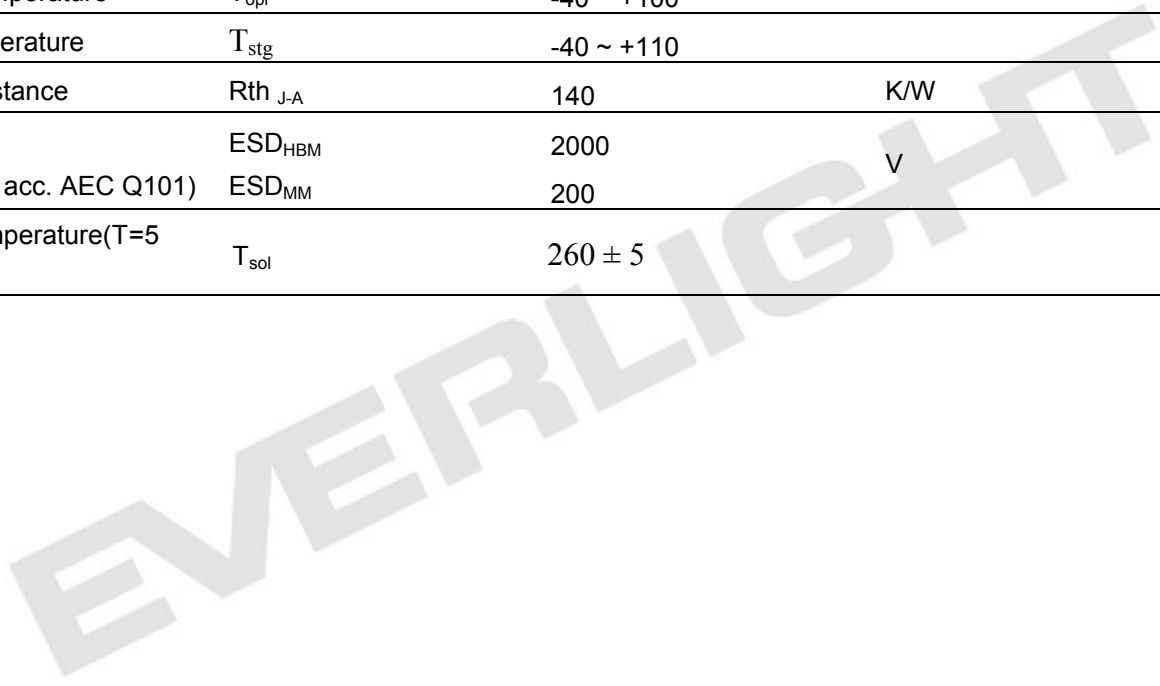 T_opr -40 ~ +100
erature T_stg -40 ~ +110
stance Rth J-A 140 K/W
ESD_HBM 2000
V
acc. AEC Q101) ESD_MM 200
perature(T=5
T_sol 260 ± 5
EVERLIGHT